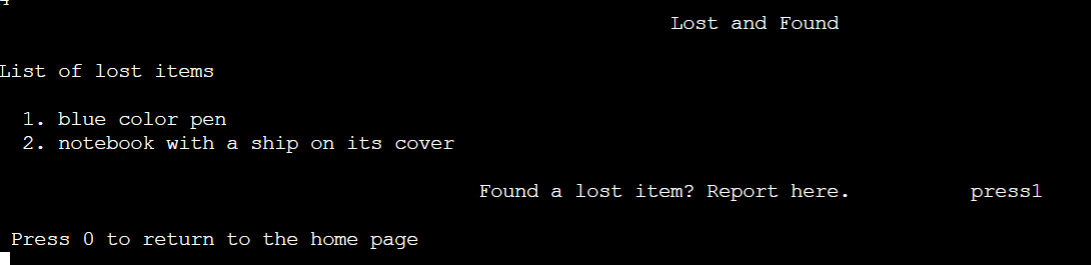 Lost and Found
List of lost items
1. blue color pen
2. notebook with a ship on its cover
Found a lost item? Report here. press1
Press 0 to return to the home page